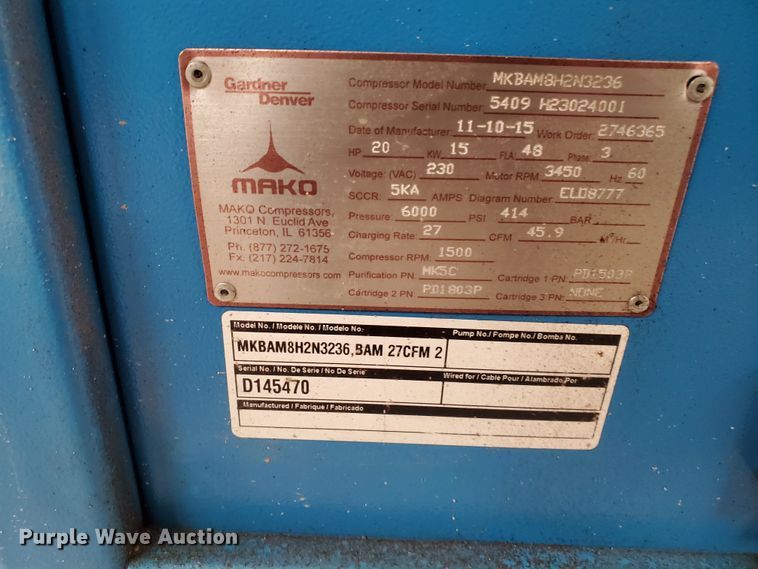 Gardner
Denver
MAKO
MAKO Compressors,
1301 N. Euclid Ave
Princeton, IL 61356
Ph. (877) 272-1675
Fx. (217) 224-7814
www.makocompressors.com
Compressor Model Number MKBAM8H2N3236
Compressor Serial Number 5409 H23024001
Date of Manufacturer 11-10-15 Work Order: 2746365
HP 20 KW 15 FLA 48 Phase 3
Voltage: (VAC) 230 Motor RPM 3450 Hz 60
SCCR: 5KA AMPS Diagram Number ELD8777
Pressure: 6000 PSI 414 BAR
Charging Rate: 27 CFM 45.9 M³/Hr
Compressor RPM: 1500
Purification PN: MK5C Cartridge 1 PN: PD1503P
Cartridge 2 PN: PD1803P Cartridge 3 PN: NONE
Model No. / Modele No. / Modelo No: Pump No./ Pompe No./ Bomba No.
MKBAM8H2N3236,BAM 27CFM 2
Serial No. / No. De Serie / No. De Serie Wired for / Cable Pour / Alambrado Por
D145470
Manufactured / Fabrique / Fabricado
Purple Wave Auction